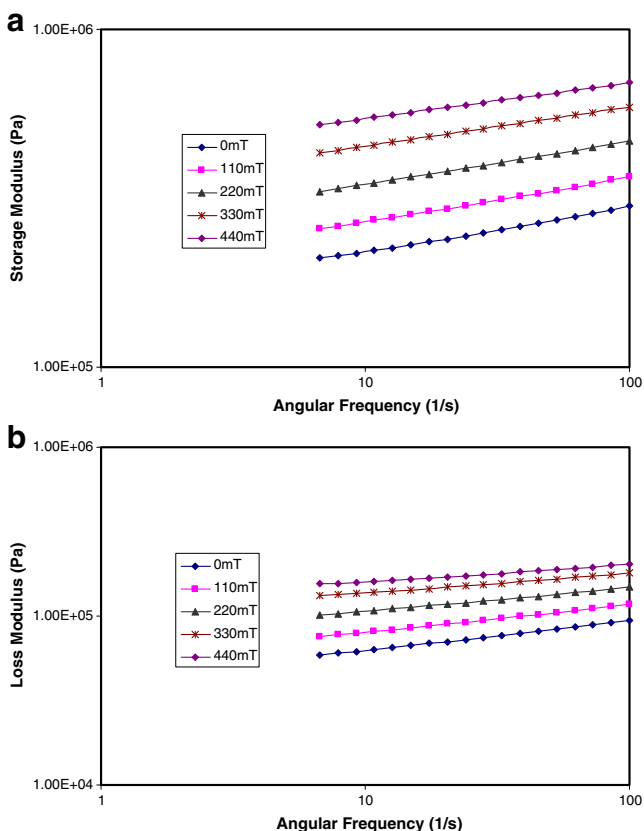 a
1.00E+06
Storage Modulus (Pa)
0mT
110mT
220mT
330mT
440mT
1.00E+05
1
10
100
Angular Frequency (1/s)
b
1.00E+06
Loss Modulus (Pa)
0mT
110mT
220mT
330mT
440mT
1.00E+05
1.00E+04
1
10
100
Angular Frequency (1/s)